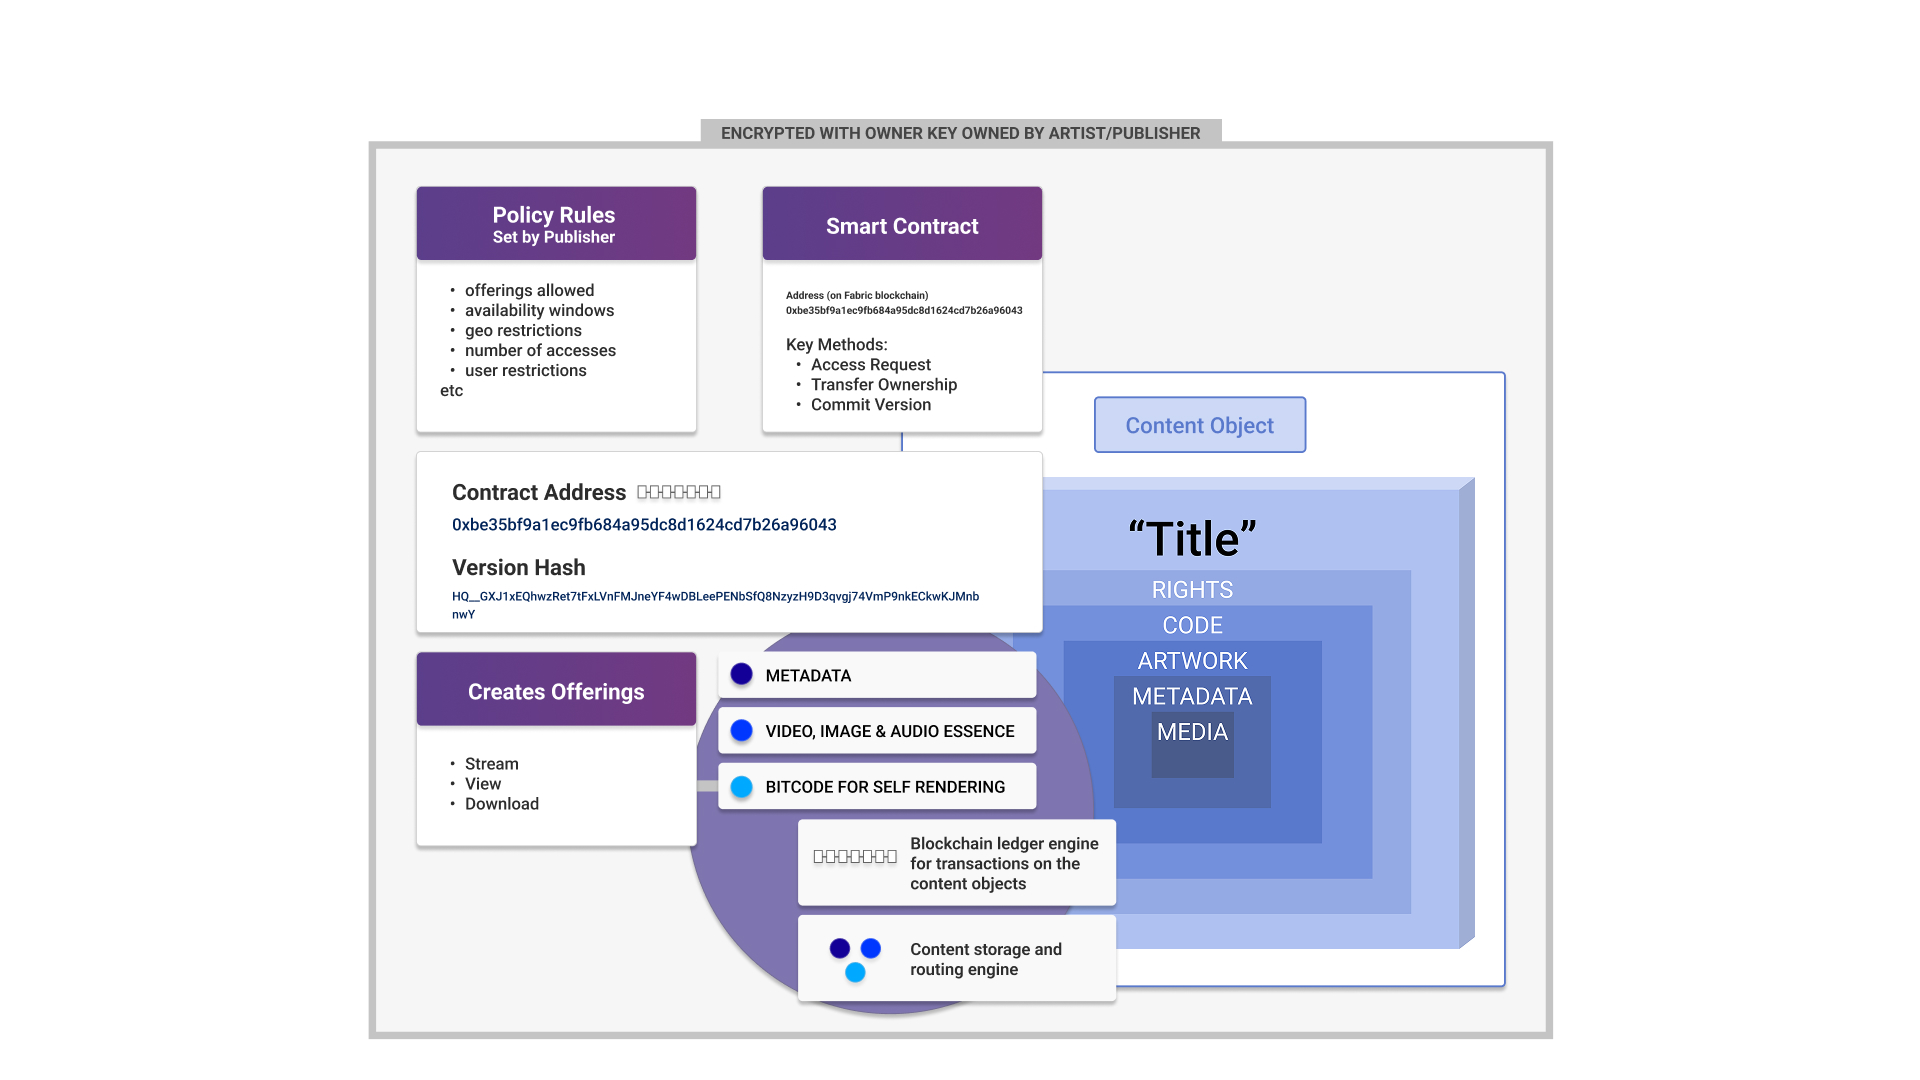 ENCRYPTED WITH OWNER KEY OWNED BY ARTIST/PUBLISHER
Policy Rules
Set by Publisher
• offerings allowed
• availability windows
• geo restrictions
• number of accesses
• user restrictions
etc
Smart Contract
Address (on Fabric blockchain)
0xbe35bf9a1ec9fb684a95dc8d1624cd7b26a96043
Key Methods:
• Access Request
• Transfer Ownership
• Commit Version
Contract Address
0xbe35bf9a1ec9fb684a95dc8d1624cd7b26a96043
Version Hash
HQ__GXJ1xEQhwzRet7tFxLVnFMJneYF4wDBLeePENbSfQ8NzyzH9D3qvgj74VmP9nkECkwKJMnb
nwY
Content Object
“Title”
RIGHTS
CODE
ARTWORK
METADATA
MEDIA
Creates Offerings
• Stream
• View
• Download
METADATA
VIDEO, IMAGE & AUDIO ESSENCE
BITCODE FOR SELF RENDERING
Blockchain ledger engine
for transactions on the
content objects
Content storage and
routing engine